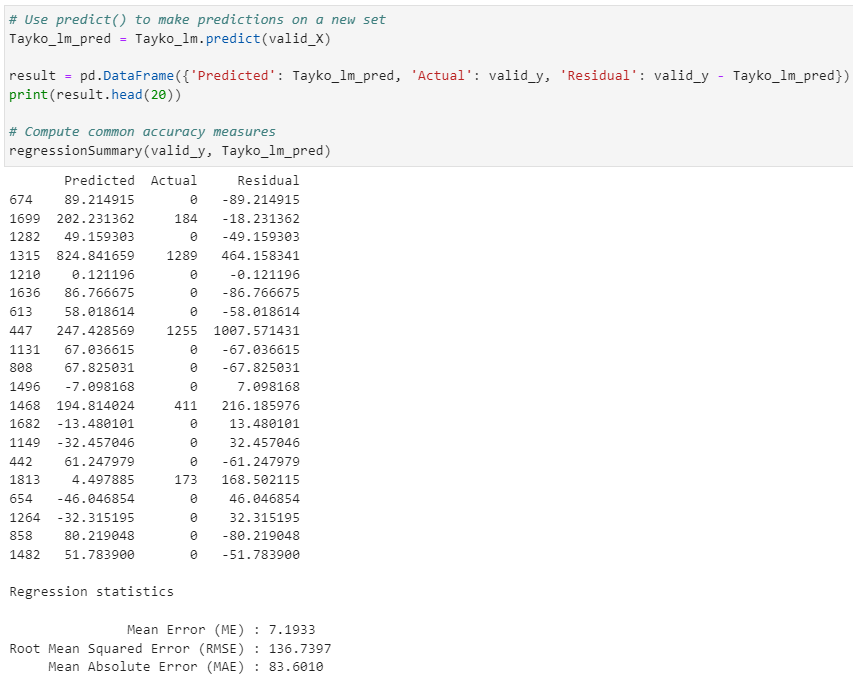 # Use predict() to make predictions on a new set
Tayko_lm_pred = Tayko_lm.predict(valid_X)
result = pd.DataFrame({'Predicted': Tayko_lm_pred, 'Actual': valid_y, 'Residual': valid_y - Tayko_lm_pred})
print(result.head(20))
# Compute common accuracy measures
regressionSummary(valid_y, Tayko_lm_pred)
Predicted Actual Residual
674 89.214915 0 -89.214915
1699 202.231362 184 -18.231362
1282 49.159303 0 -49.159303
1315 824.841659 1289 464.158341
1210 0.121196 0 -0.121196
1636 86.766675 0 -86.766675
613 58.018614 0 -58.018614
447 247.428569 1255 1007.571431
1131 67.036615 0 -67.036615
808 67.825031 0 -67.825031
1496 -7.098168 0 7.098168
1468 194.814024 411 216.185976
1682 -13.480101 0 13.480101
1149 -32.457046 0 32.457046
442 61.247979 0 -61.247979
1813 4.497885 173 168.502115
654 -46.046854 0 46.046854
1264 -32.315195 0 32.315195
858 80.219048 0 -80.219048
1482 51.783900 0 -51.783900
Regression statistics
Mean Error (ME) : 7.1933
Root Mean Squared Error (RMSE) : 136.7397
Mean Absolute Error (MAE) : 83.6010